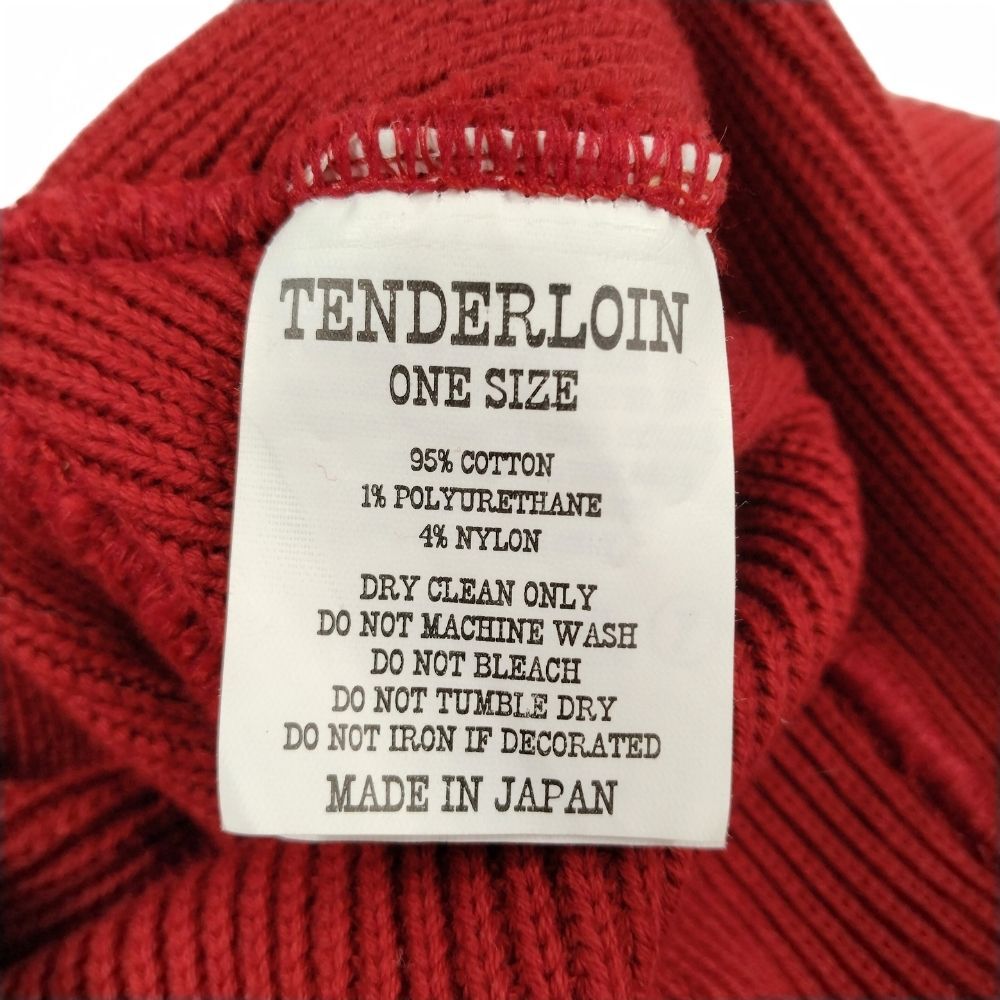 TENDERLOIN
ONE SIZE
95% COTTON
1% POLYURETHANE
4% NYLON
DRY CLEAN ONLY
DO NOT MACHINE WASH
DO NOT BLEACH
DO NOT TUMBLE DRY
DO NOT IRON IF DECORATED
MADE IN JAPAN